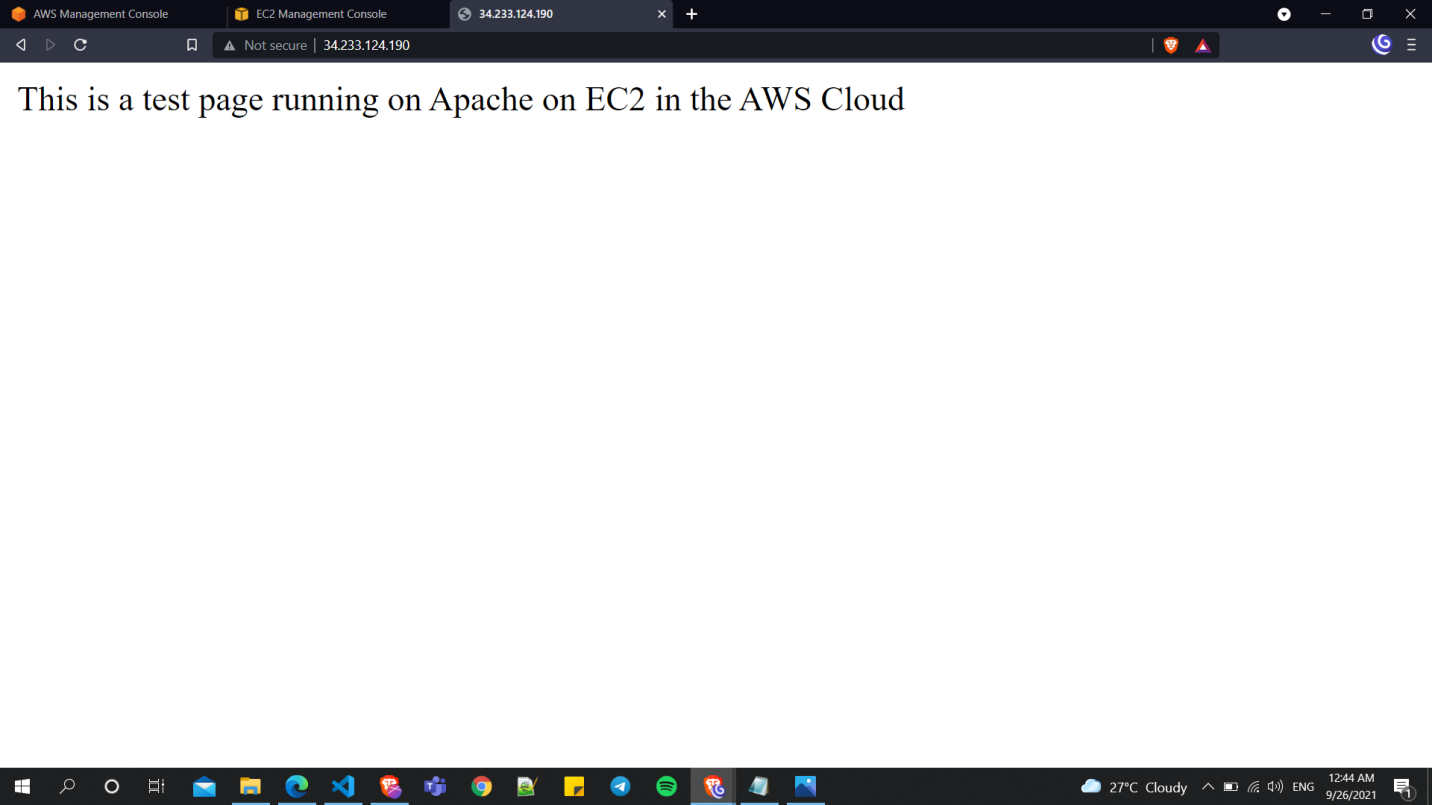 AWS Management Console
EC2 Management Console
34.233.124.190
Not secure
34.233.124.190
This is a test page running on Apache on EC2 in the AWS Cloud
27°C Cloudy
ENG
12:44 AM
9/26/2021
1